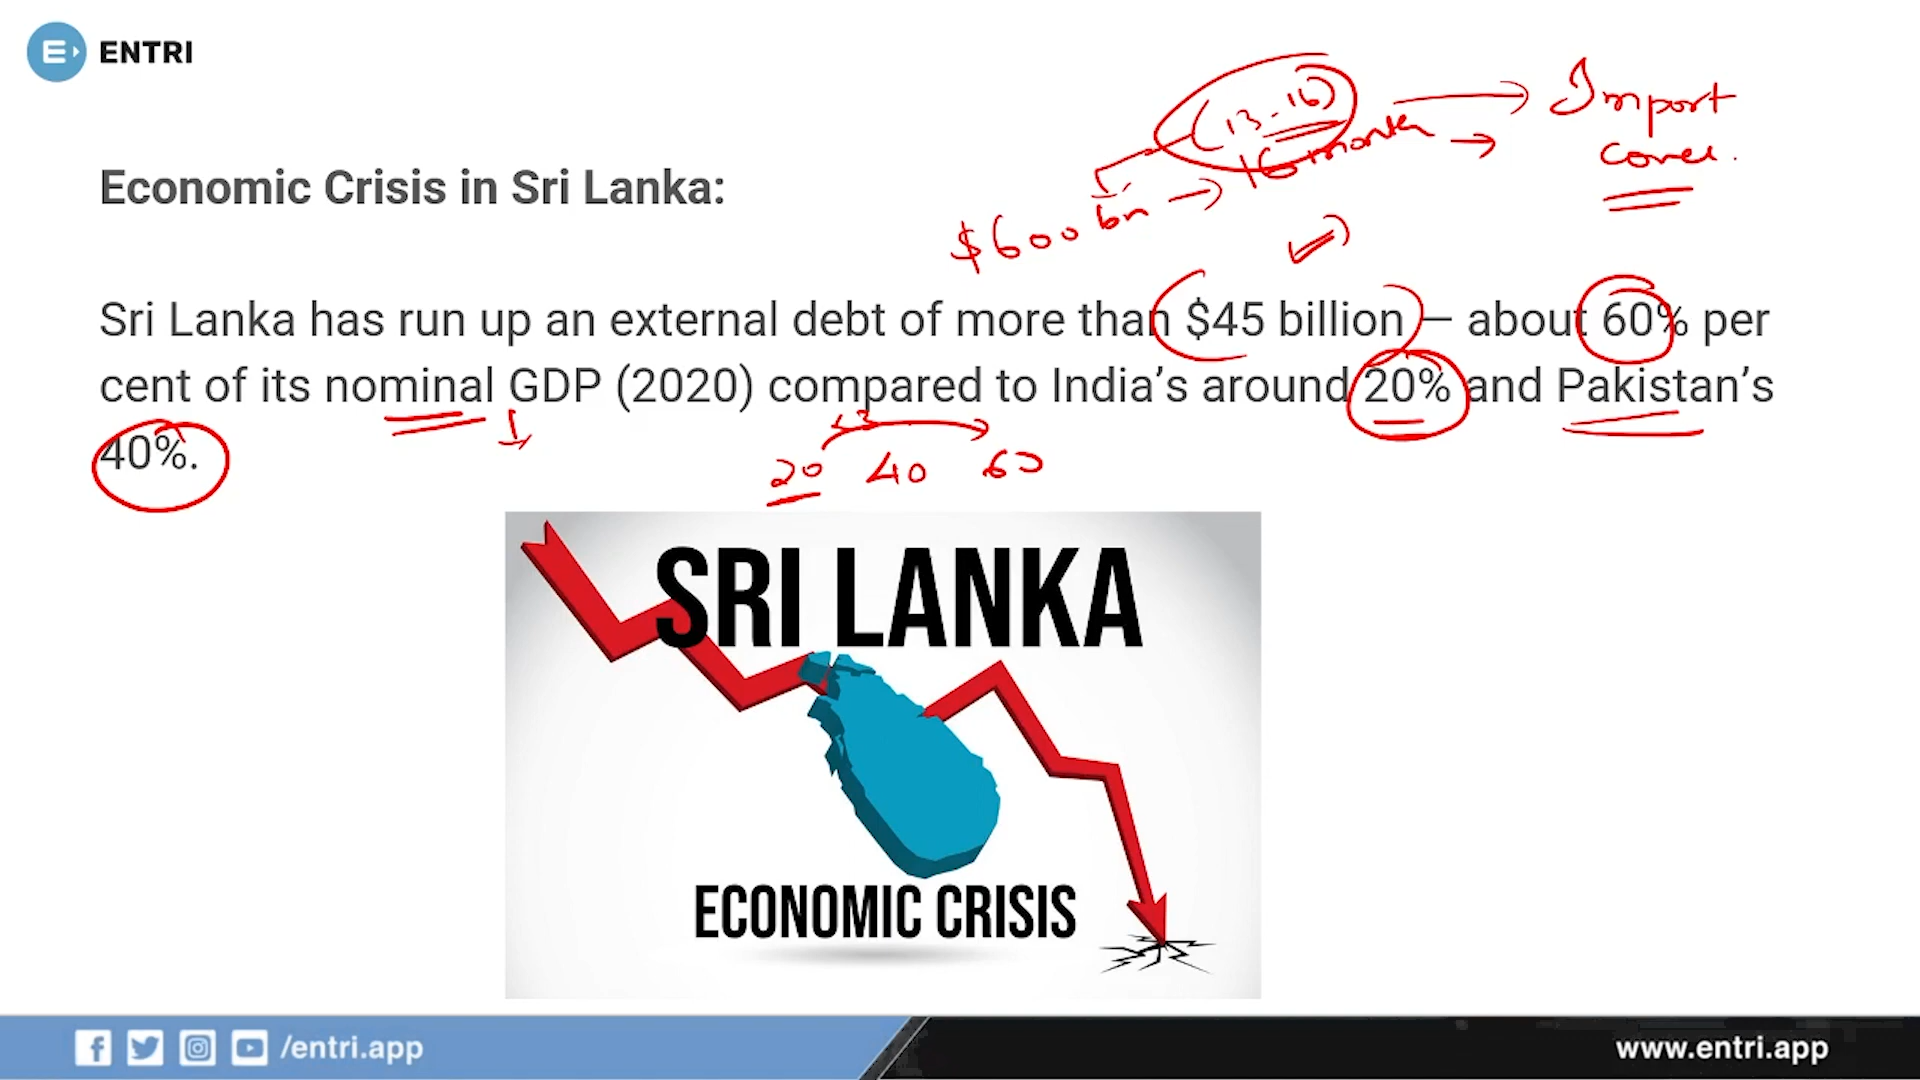 ENTRI
(13-16)
Import
16 month
cover.
$600 bn
Economic Crisis in Sri Lanka:
Sri Lanka has run up an external debt of more than $45 billion — about 60% per
cent of its nominal GDP (2020) compared to India’s around 20% and Pakistan’s
40%.
20 40 60
SRI LANKA
ECONOMIC CRISIS
/entri.app
www.entri.app